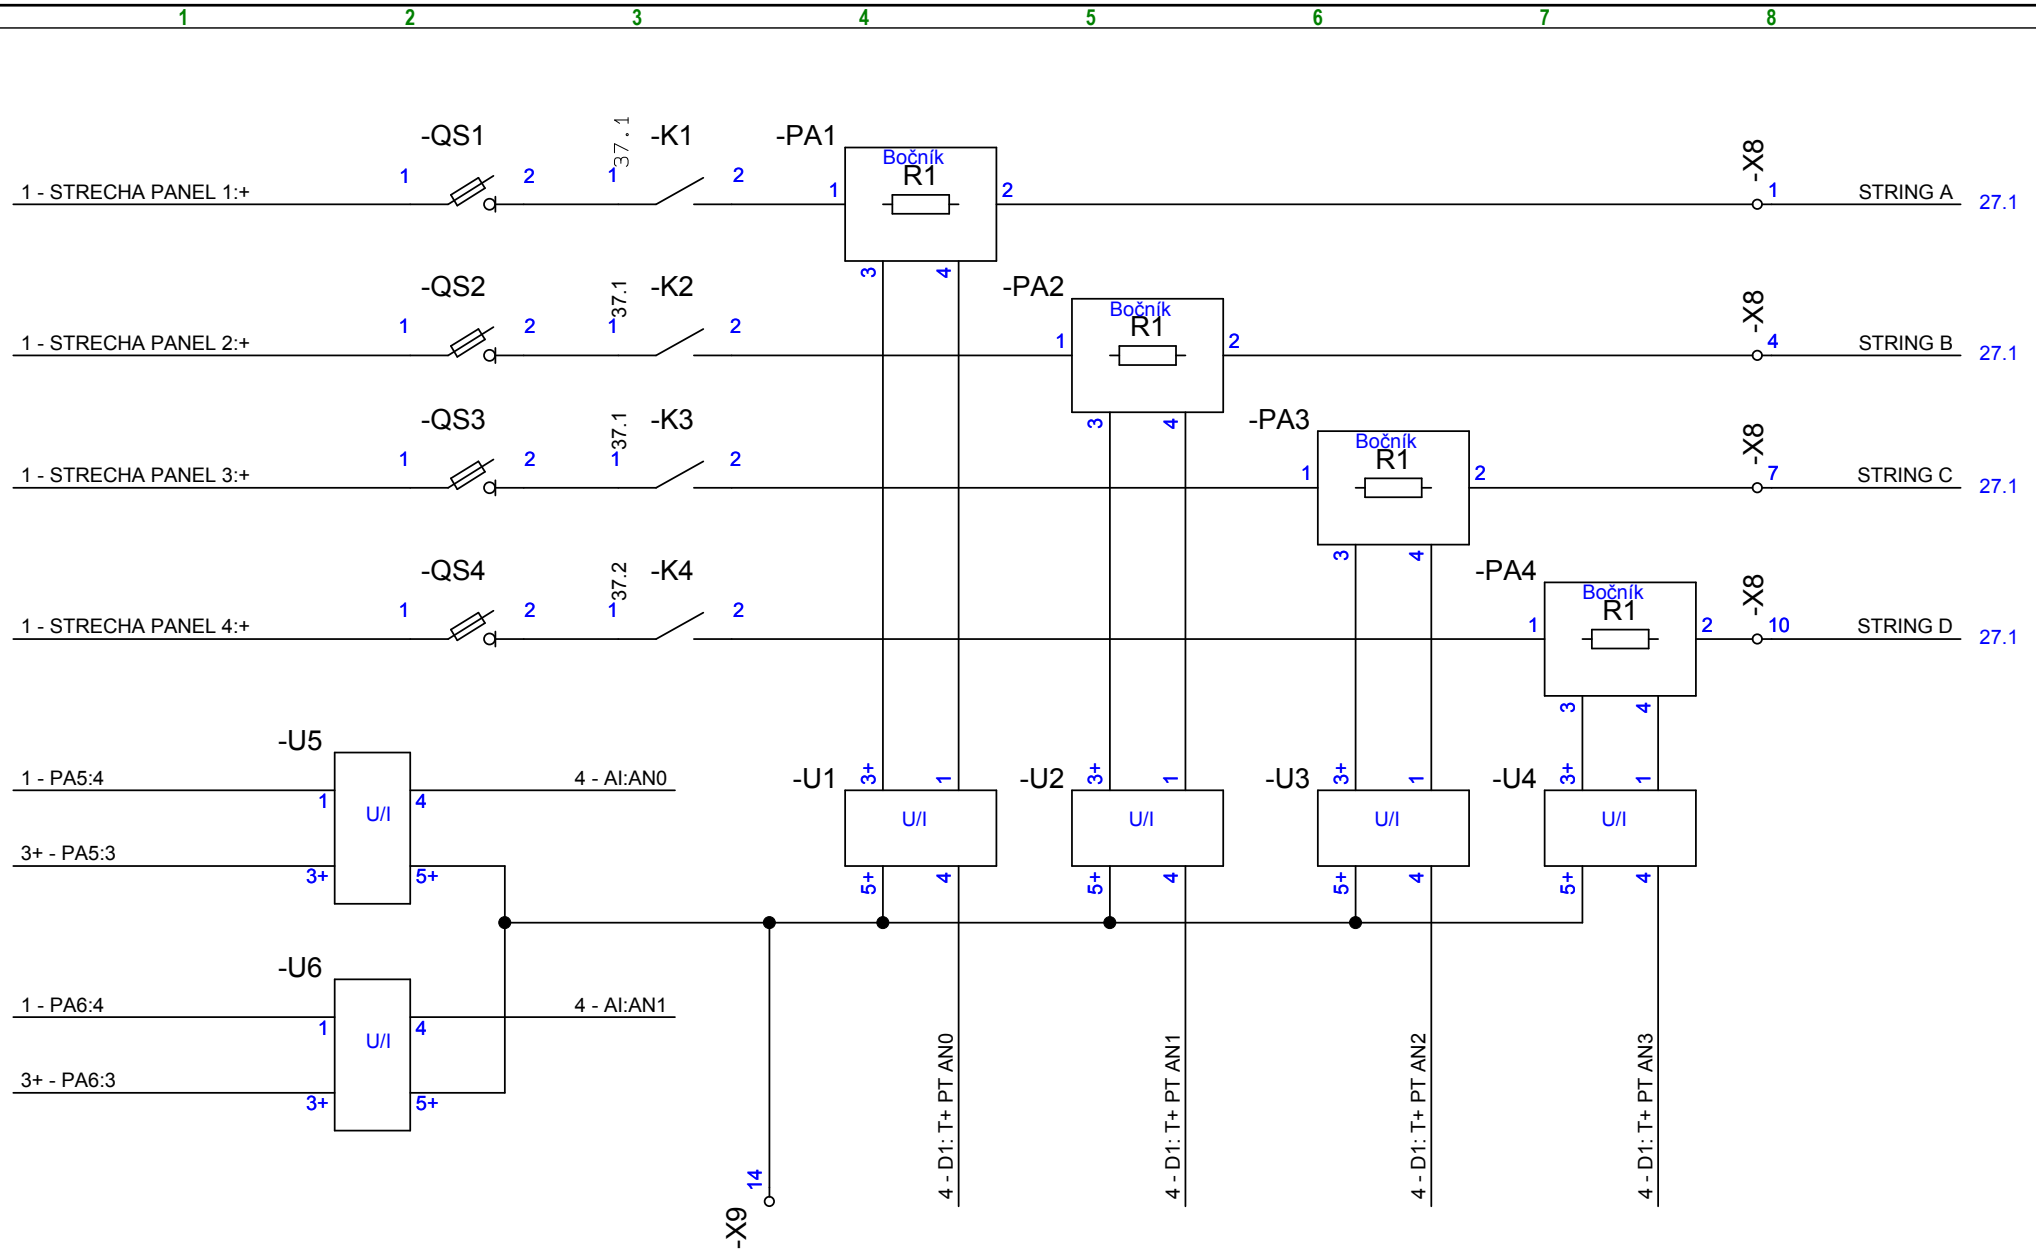 1 2 3 4 5 6 7 8
-QS1 37.1 -K1 -PA1 Bočník R1 -X8
1 2 1 2 1 2 1
1 - STRECHA PANEL 1:+ STRING A 27.1
3 4
-QS2 37.1 -K2 -PA2 Bočník R1 -X8
1 2 1 2 1 2 4
1 - STRECHA PANEL 2:+ STRING B 27.1
3 4
-QS3 37.1 -K3 -PA3 Bočník R1 -X8
1 2 1 2 1 2 7
1 - STRECHA PANEL 3:+ STRING C 27.1
3 4
-QS4 37.2 -K4 -PA4 Bočník R1 -X8
1 2 1 2 1 2 10
1 - STRECHA PANEL 4:+ STRING D 27.1
3 4
-U5
1 - PA5:4 1 U/I 4 4 - AI:AN0
3+ - PA5:3 3+ 5+
-U1 3+ 1 U/I 5+ 4
-U2 3+ 1 U/I 5+ 4
-U3 3+ 1 U/I 5+ 4
-U4 3+ 1 U/I 5+ 4
-U6
1 - PA6:4 1 U/I 4 4 - AI:AN1
3+ - PA6:3 3+ 5+
14
-X9
4 - D1: T+ PT AN0
4 - D1: T+ PT AN1
4 - D1: T+ PT AN2
4 - D1: T+ PT AN3